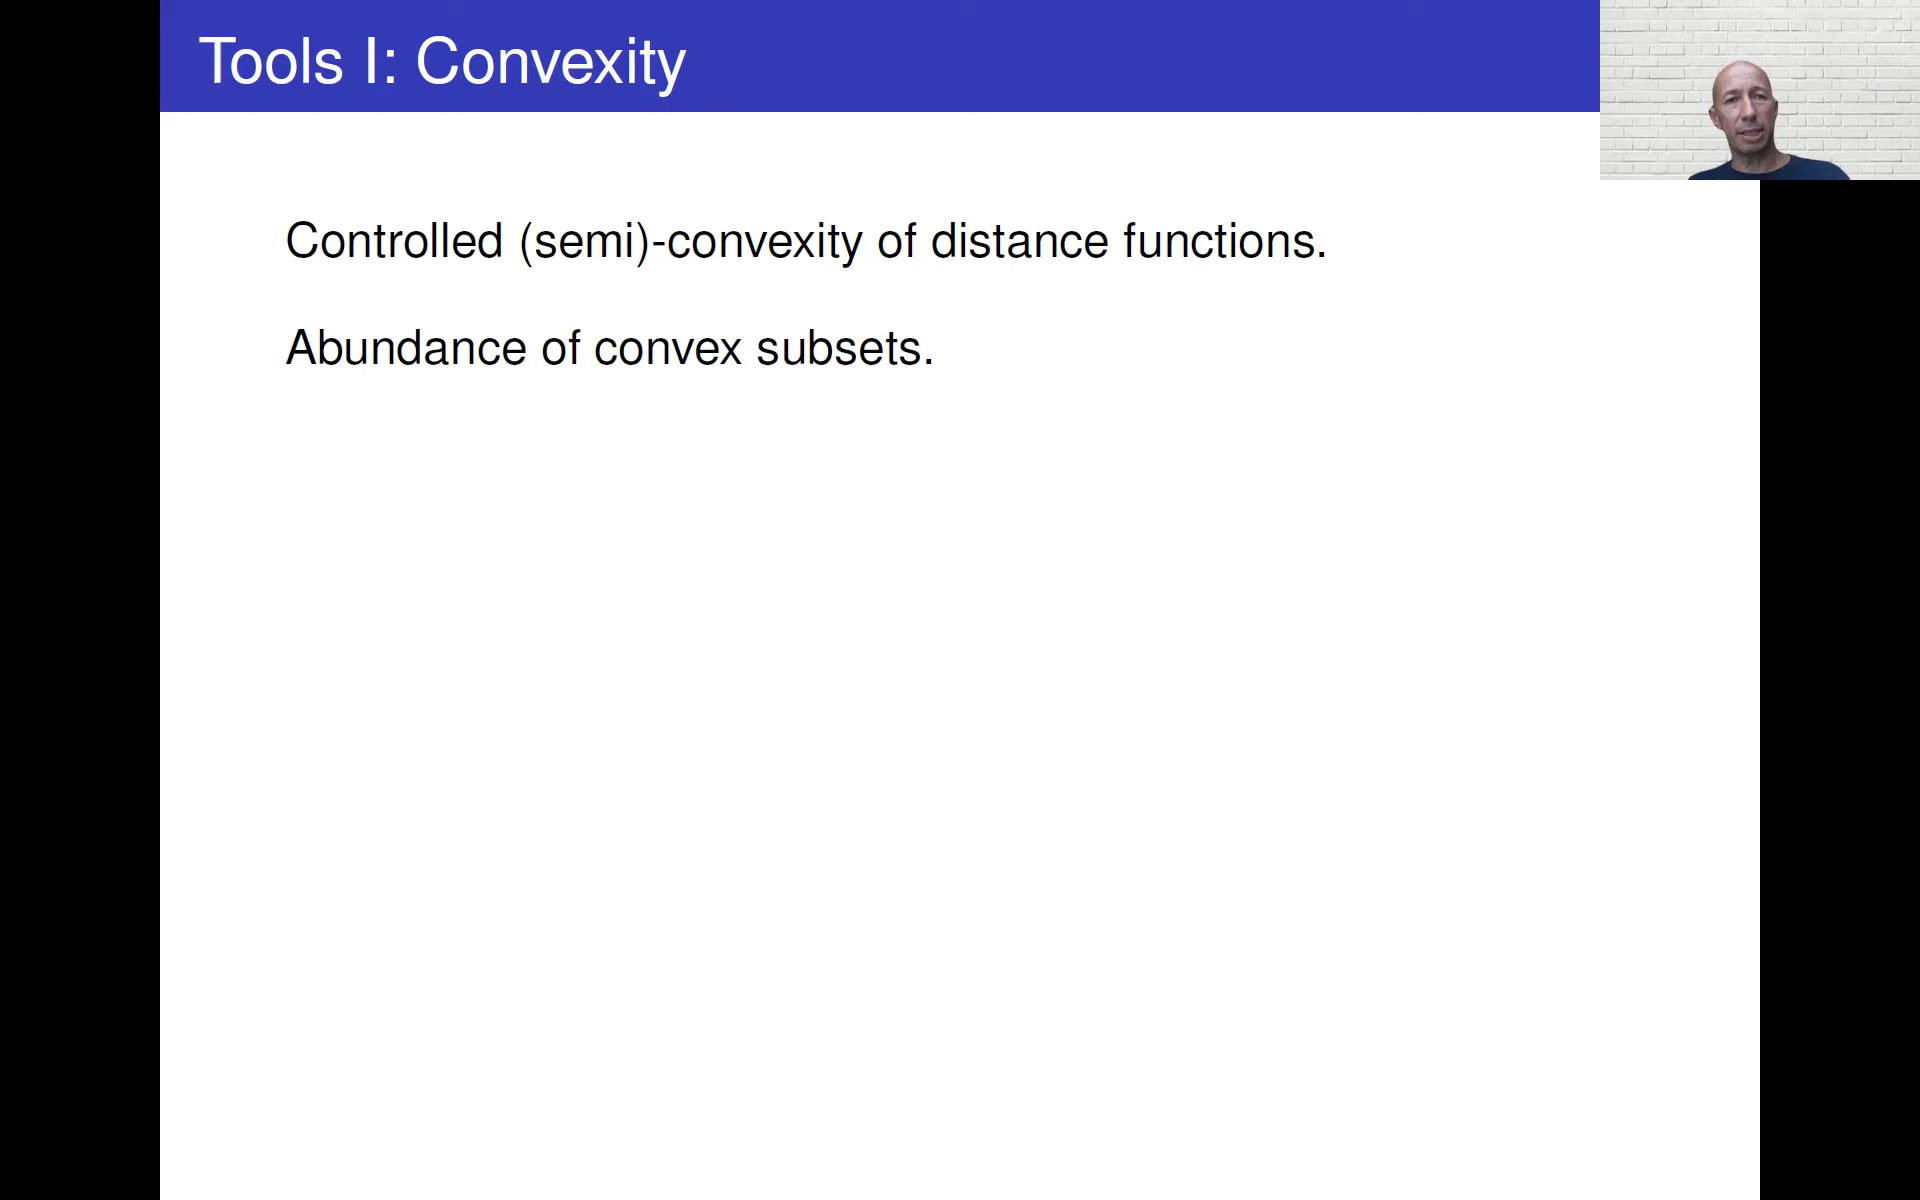 Tools I: Convexity
Controlled (semi)-convexity of distance functions.
Abundance of convex subsets.